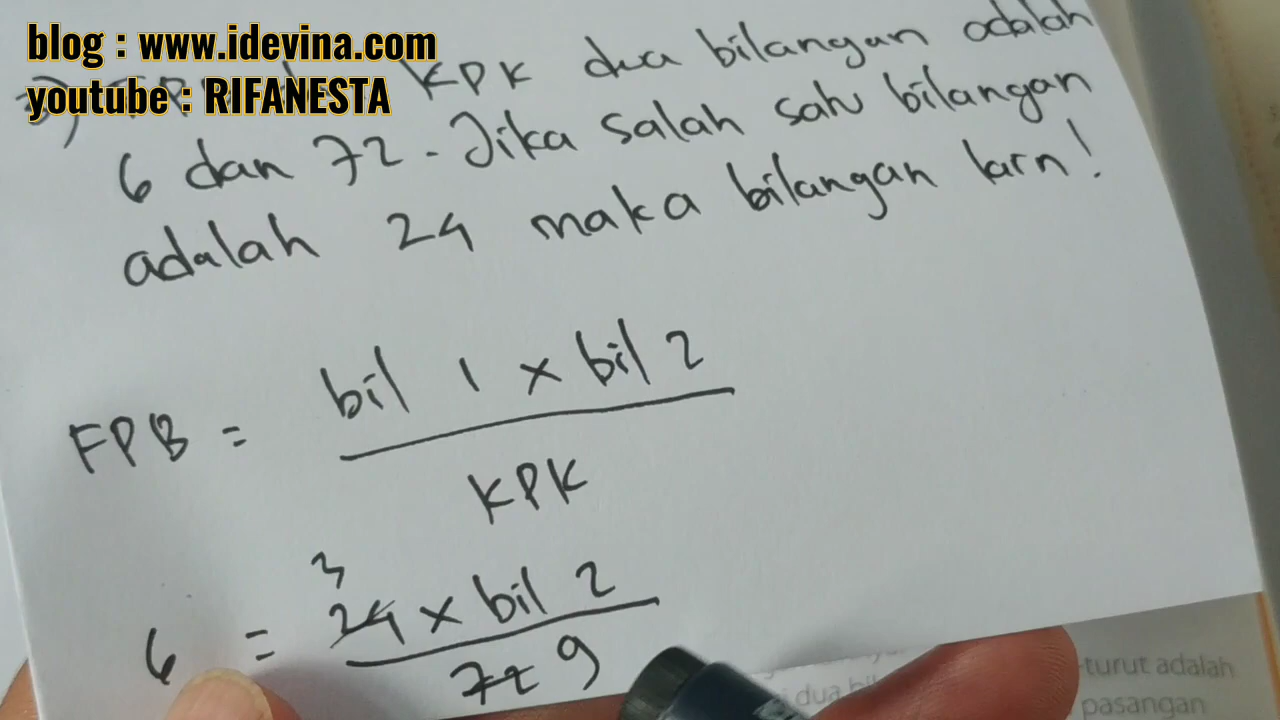 blog : www.idevina.com
youtube : RIFANESTA
KPK dua bilangan adalah
6 dan 72. Jika salah satu bilangan
adalah 24 maka bilangan lain!
FPB = bil 1 x bil 2
KPK
3
6 = 24 x bil 2
72 9
-turut adalah
dua bil
pasangan